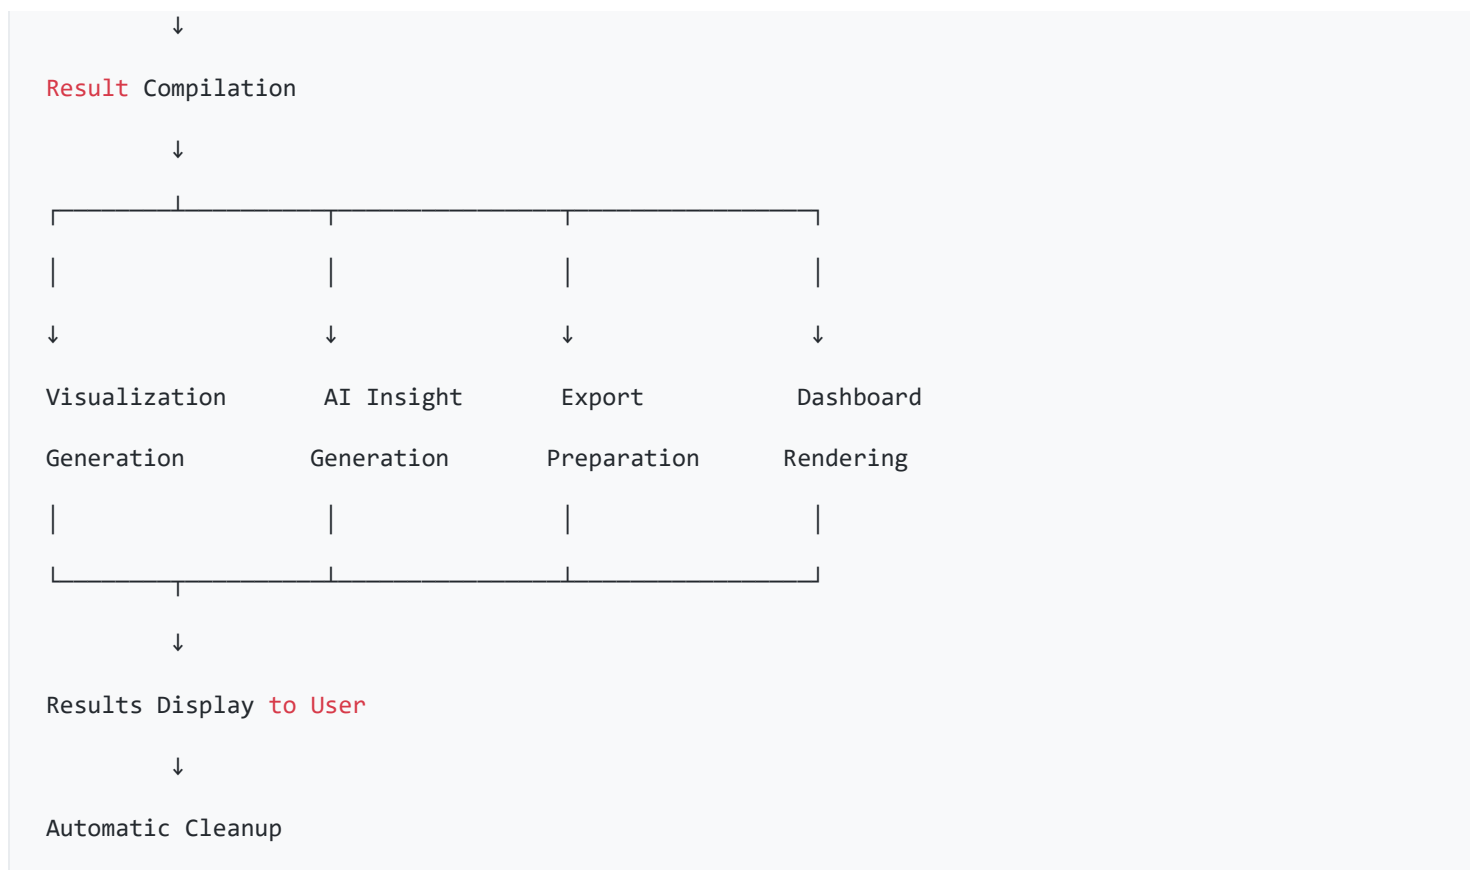 ↓
Result Compilation
↓
┌────────┴──────────┬────────────────┬─────────────────┐
│                   │                │                 │
↓                   ↓                ↓                 ↓
Visualization       AI Insight       Export           Dashboard
Generation         Generation       Preparation      Rendering
│                   │                │                 │
└────────┬──────────┴────────────────┴─────────────────┘
↓
Results Display to User
↓
Automatic Cleanup